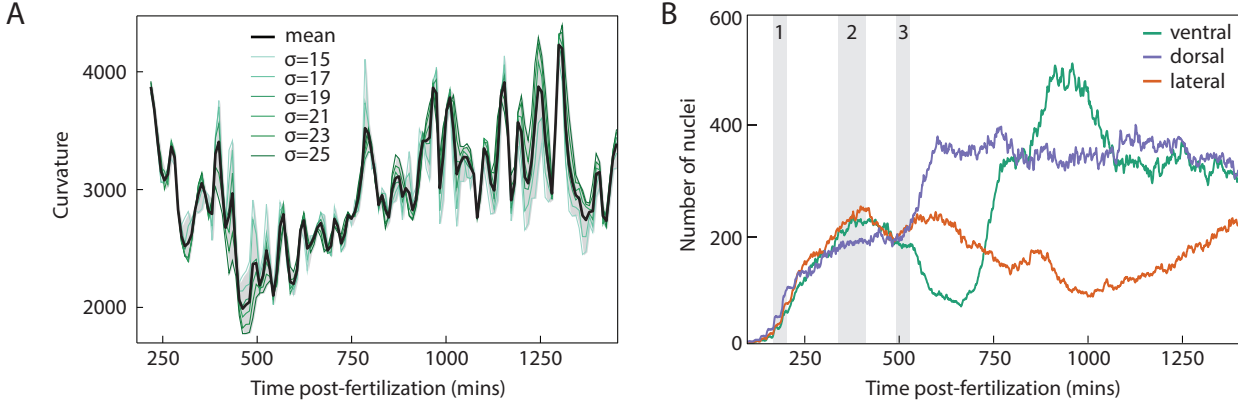 A
mean
σ=15
σ=17
σ=19
σ=21
σ=23
σ=25
4000
3000
2000
Curvature
250 500 750 1000 1250
Time post-fertilization (mins)
B
1 2 3
ventral
dorsal
lateral
600
400
200
0
Number of nuclei
250 500 750 1000 1250
Time post-fertilization (mins)